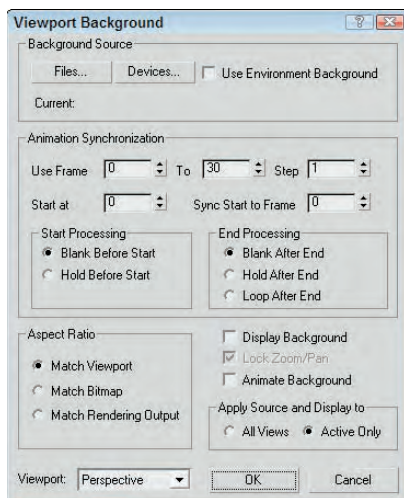 Viewport Background
Background Source
Files... Devices... Use Environment Background
Current:
Animation Synchronization
Use Frame 0 To 30 Step 1
Start at 0 Sync Start to Frame 0
Start Processing
Blank Before Start
Hold Before Start
End Processing
Blank After End
Hold After End
Loop After End
Aspect Ratio
Match Viewport
Match Bitmap
Match Rendering Output
Display Background
Lock Zoom/Pan
Animate Background
Apply Source and Display to
All Views Active Only
Viewport: Perspective OK Cancel